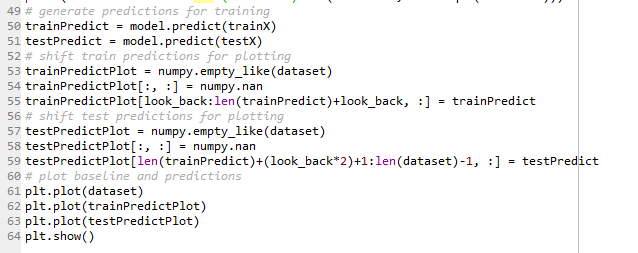 49 # generate predictions for training
50 trainPredict = model.predict(trainX)
51 testPredict = model.predict(testX)
52 # shift train predictions for plotting
53 trainPredictPlot = numpy.empty_like(dataset)
54 trainPredictPlot[:, :] = numpy.nan
55 trainPredictPlot[look_back:len(trainPredict)+look_back, :] = trainPredict
56 # shift test predictions for plotting
57 testPredictPlot = numpy.empty_like(dataset)
58 testPredictPlot[:, :] = numpy.nan
59 testPredictPlot[len(trainPredict)+(look_back*2)+1:len(dataset)-1, :] = testPredict
60 # plot baseline and predictions
61 plt.plot(dataset)
62 plt.plot(trainPredictPlot)
63 plt.plot(testPredictPlot)
64 plt.show()